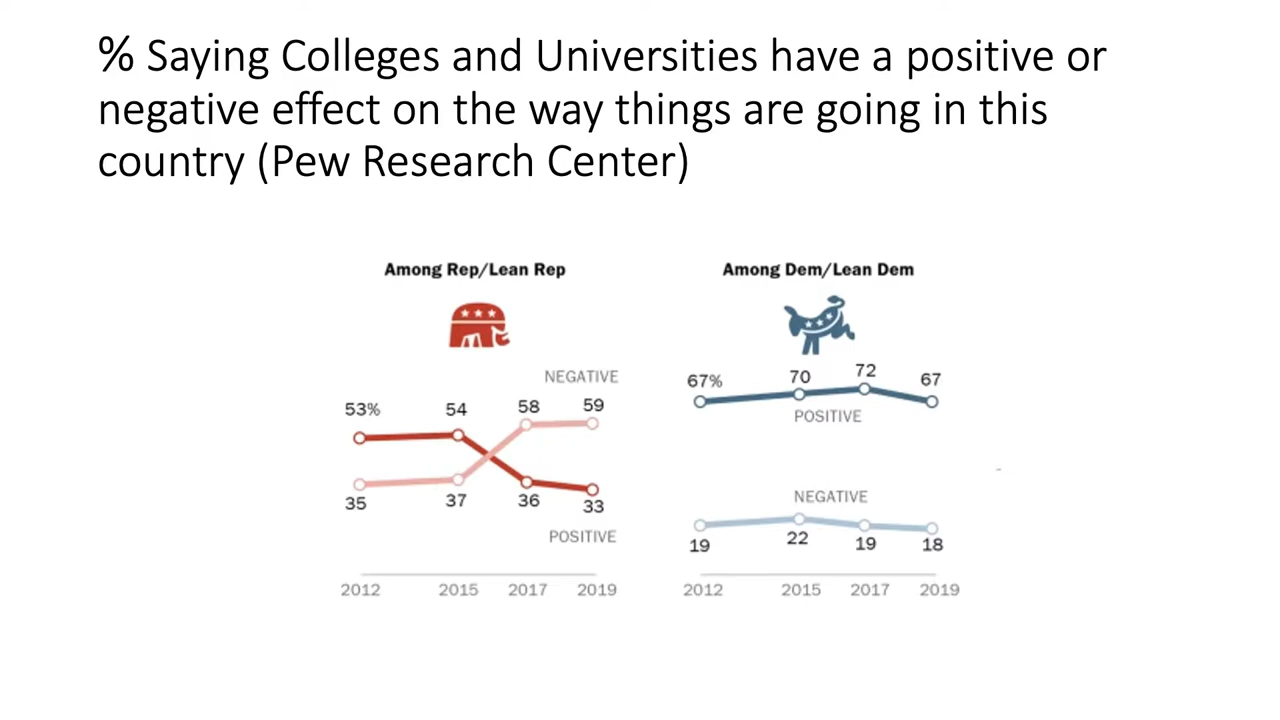 % Saying Colleges and Universities have a positive or
negative effect on the way things are going in this
country (Pew Research Center)
Among Rep/Lean Rep
NEGATIVE
53% 54 58 59
35 37 36 33
POSITIVE
2012 2015 2017 2019
Among Dem/Lean Dem
67% 70 72 67
POSITIVE
NEGATIVE
19 22 19 18
2012 2015 2017 2019